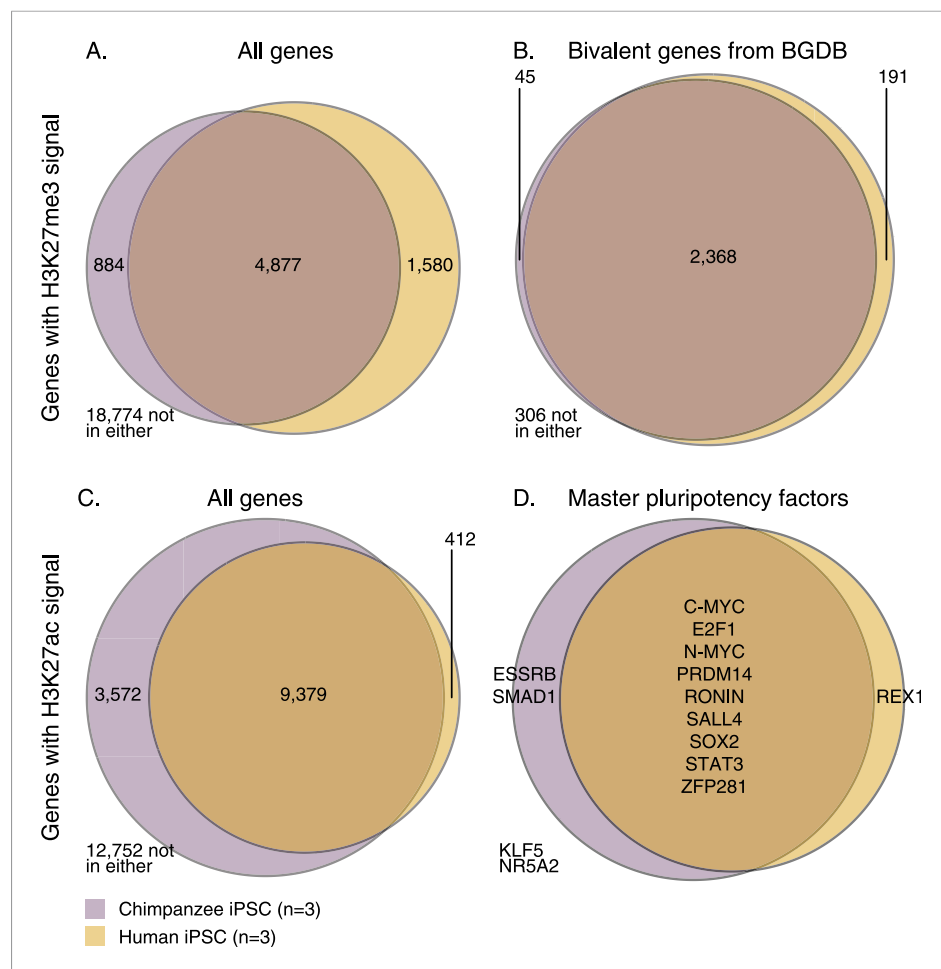 A.
All genes
B.
Bivalent genes from BGDB
45
191
Genes with H3K27me3 signal
884
4,877
1,580
2,368
18,774 not
in either
306 not
in either
C.
All genes
D.
Master pluripotency factors
412
Genes with H3K27ac signal
3,572
9,379
C-MYC
E2F1
N-MYC
PRDM14
RONIN
SALL4
SOX2
STAT3
ZFP281
ESSRB
SMAD1
REX1
12,752 not
in either
KLF5
NR5A2
Chimpanzee iPSC (n=3)
Human iPSC (n=3)